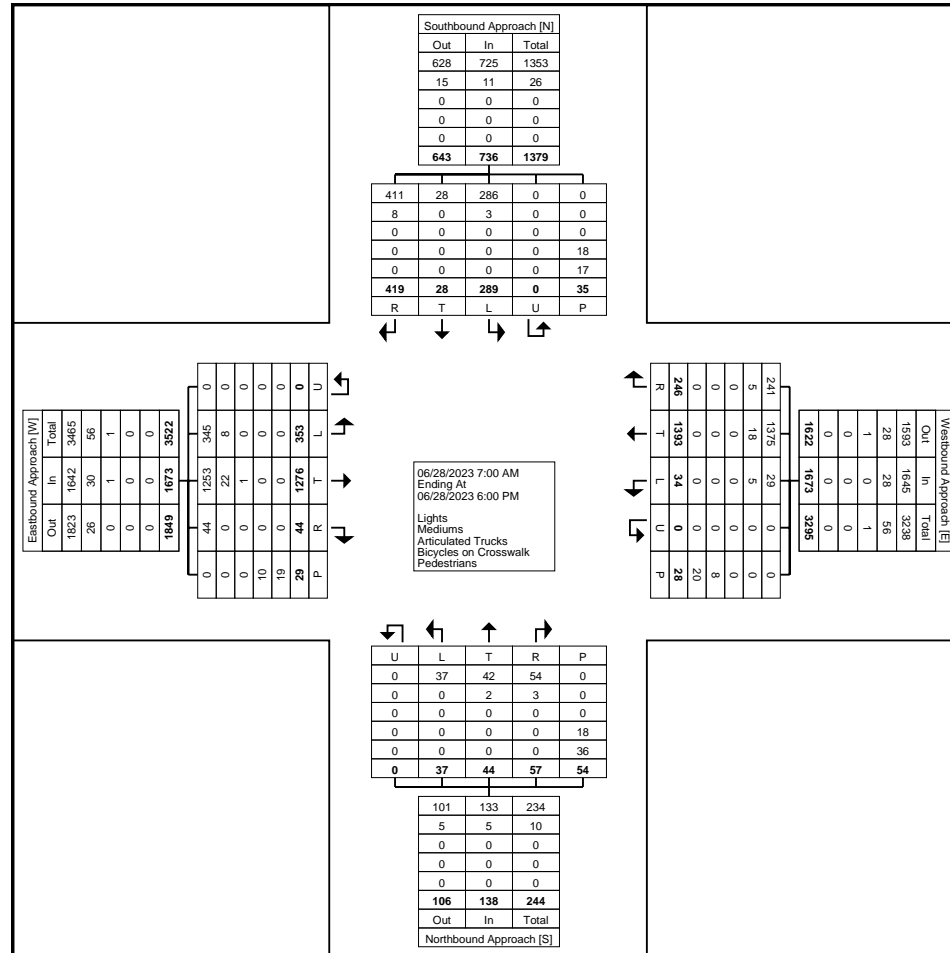 Southbound Approach [N]
Out In Total
628 725 1353
15 11 26
0 0 0
0 0 0
0 0 0
643 736 1379
411 28 286 0 0
8 0 3 0 0
0 0 0 0 0
0 0 0 0 18
0 0 0 0 17
419 28 289 0 35
R T L U P
Eastbound Approach [W]
Total In Out
3465 1642 1823
56 30 26
1 1 0
0 0 0
0 0 0
3522 1673 1849
0 345 1253 44 0
0 8 22 0 0
0 0 1 0 0
0 0 0 0 10
0 0 0 0 19
0 353 1276 44 29
U L T R P
06/28/2023 7:00 AM
Ending At
06/28/2023 6:00 PM
Lights
Mediums
Articulated Trucks
Bicycles on Crosswalk
Pedestrians
Westbound Approach [E]
Out In Total
1593 1645 3238
28 28 56
1 0 1
0 0 0
0 0 0
1622 1673 3295
241 1375 29 0 0
5 18 5 0 0
0 0 0 0 0
0 0 0 0 8
0 0 0 0 20
246 1393 34 0 28
R T L U P
U L T R P
0 37 42 54 0
0 0 2 3 0
0 0 0 0 0
0 0 0 0 18
0 0 0 0 36
0 37 44 57 54
101 133 234
5 5 10
0 0 0
0 0 0
0 0 0
106 138 244
Out In Total
Northbound Approach [S]